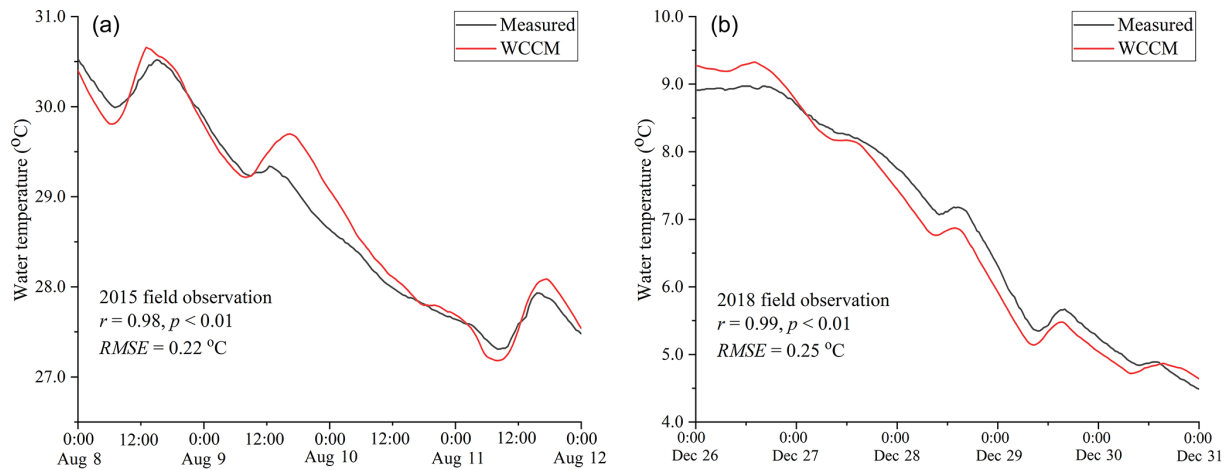 (a)
Measured
WCCM
Water temperature (°C)
31.0
30.0
29.0
28.0
27.0
2015 field observation
r = 0.98, p < 0.01
RMSE = 0.22 °C
0:00 12:00 0:00 12:00 0:00 12:00 0:00 12:00 0:00
Aug 8 Aug 9 Aug 10 Aug 11 Aug 12
(b)
Measured
WCCM
Water temperature (°C)
10.0
9.0
8.0
7.0
6.0
5.0
4.0
2018 field observation
r = 0.99, p < 0.01
RMSE = 0.25 °C
0:00 0:00 0:00 0:00 0:00 0:00
Dec 26 Dec 27 Dec 28 Dec 29 Dec 30 Dec 31